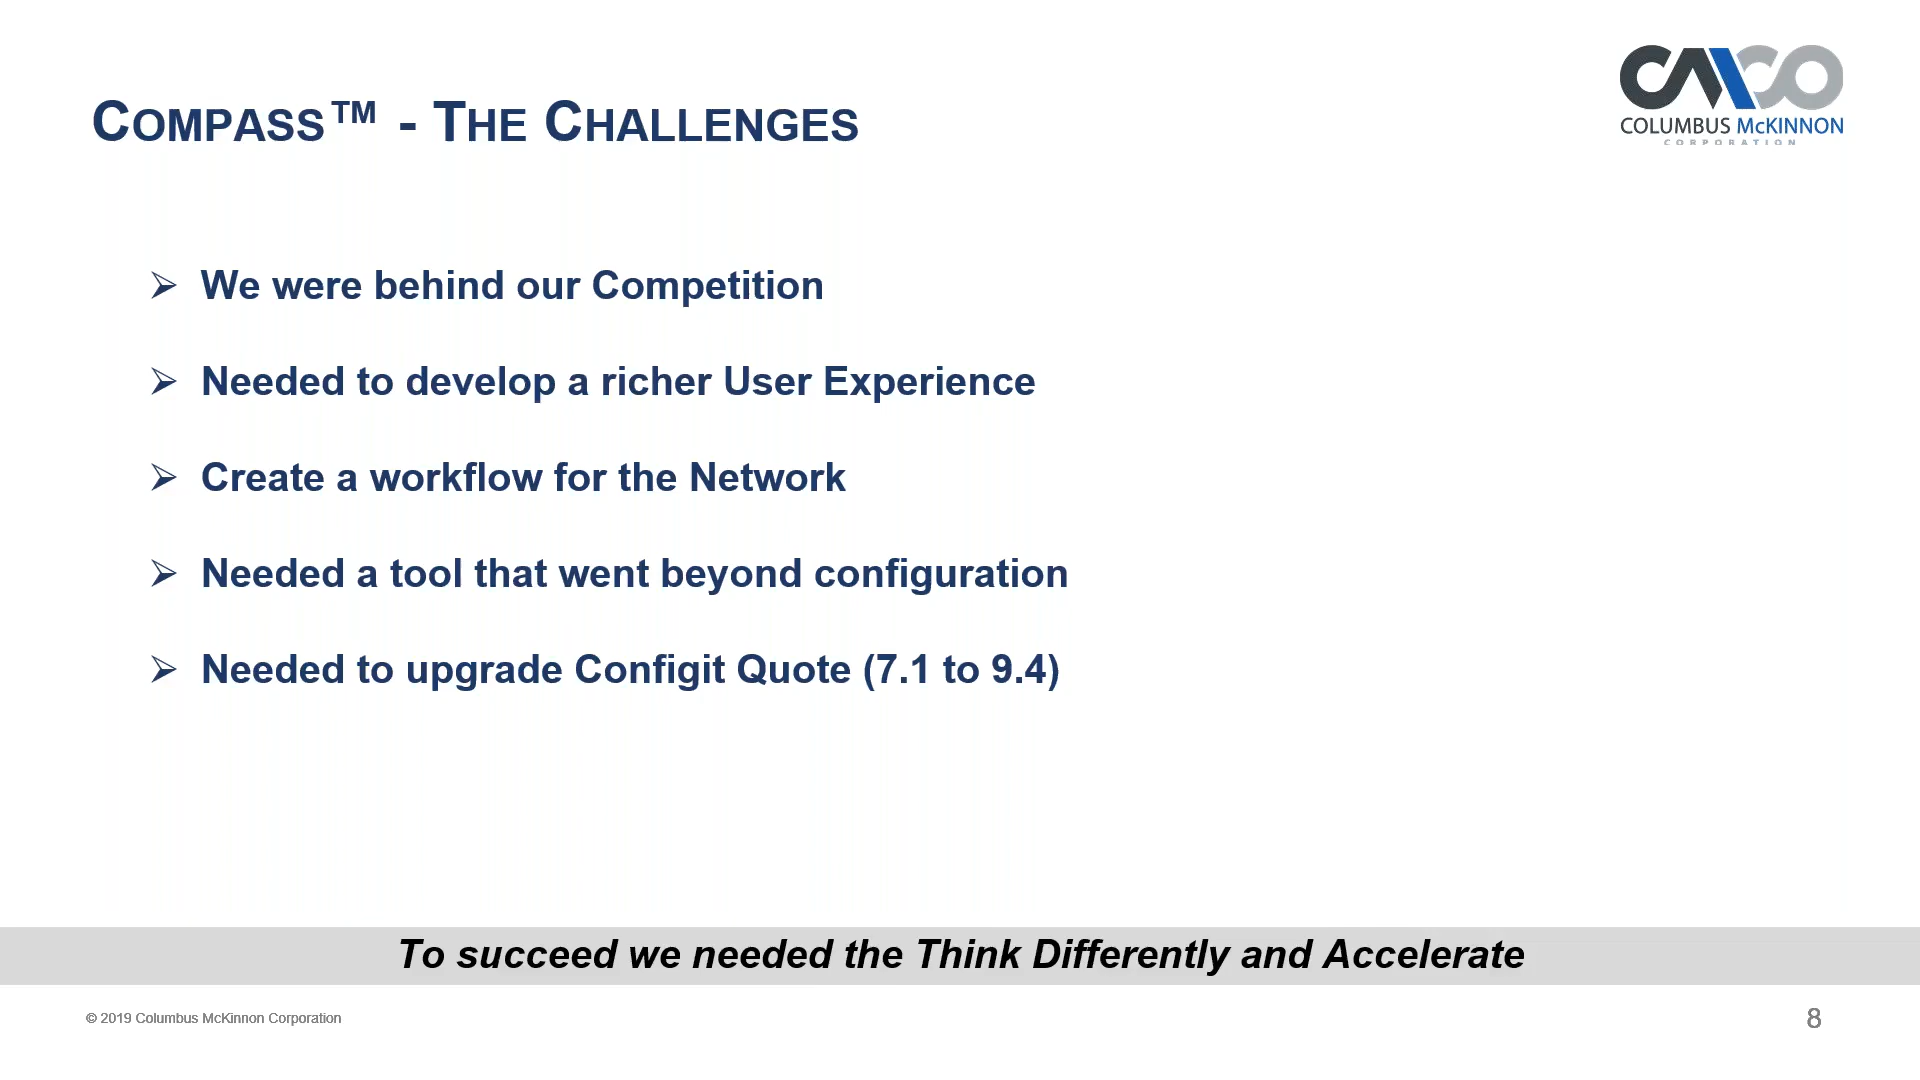 COMPASS™ - THE CHALLENGES
CMCO
COLUMBUS McKINNON
CORPORATION
We were behind our Competition
Needed to develop a richer User Experience
Create a workflow for the Network
Needed a tool that went beyond configuration
Needed to upgrade Configit Quote (7.1 to 9.4)
To succeed we needed the Think Differently and Accelerate
© 2019 Columbus McKinnon Corporation
8